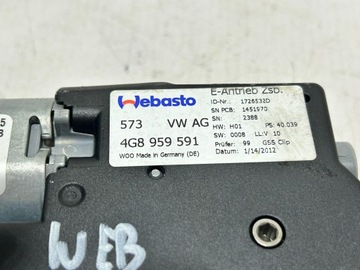 Webasto
E-Antrieb Zsb.
ID-Nr.: 1726532D
SN PCB: 1451970
SN: 2388
573 VW AG
HW: H01 PS: 40.039
SW: 0008 LL:V 10
4G8 959 591
Prüfer: 99 GSS Clip
WOO Made in Germany (DE)
Datum: 1/14/2012
WEB